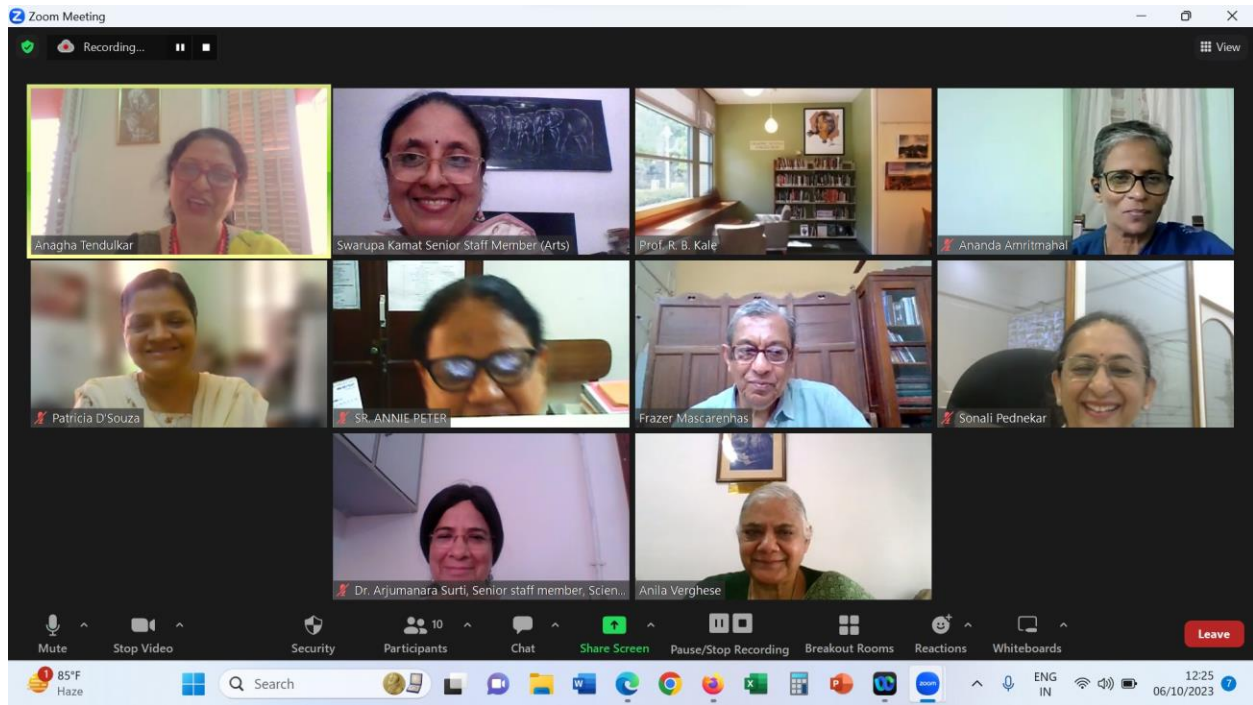 Zoom Meeting
Recording...
View
Anagha Tendulkar
Swarupa Kamat Senior Staff Member (Arts)
Prof. R. B. Kale
Ananda Amritmahal
Patricia D'Souza
SR. ANNIE PETER
Frazer Mascarenhas
Sonali Pednekar
Dr. Arjumanara Surti, Senior staff member, Scien...
Anila Verghese
10
Mute
Stop Video
Security
Participants
Chat
Share Screen
Pause/Stop Recording
Breakout Rooms
Reactions
Whiteboards
Leave
1
85°F
Haze
Search
zoom
ENG
IN
12:25
06/10/2023
7